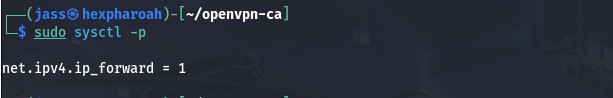 (jass㉿hexpharoah)-[~/openvpn-ca]
$ sudo sysctl -p
net.ipv4.ip_forward = 1